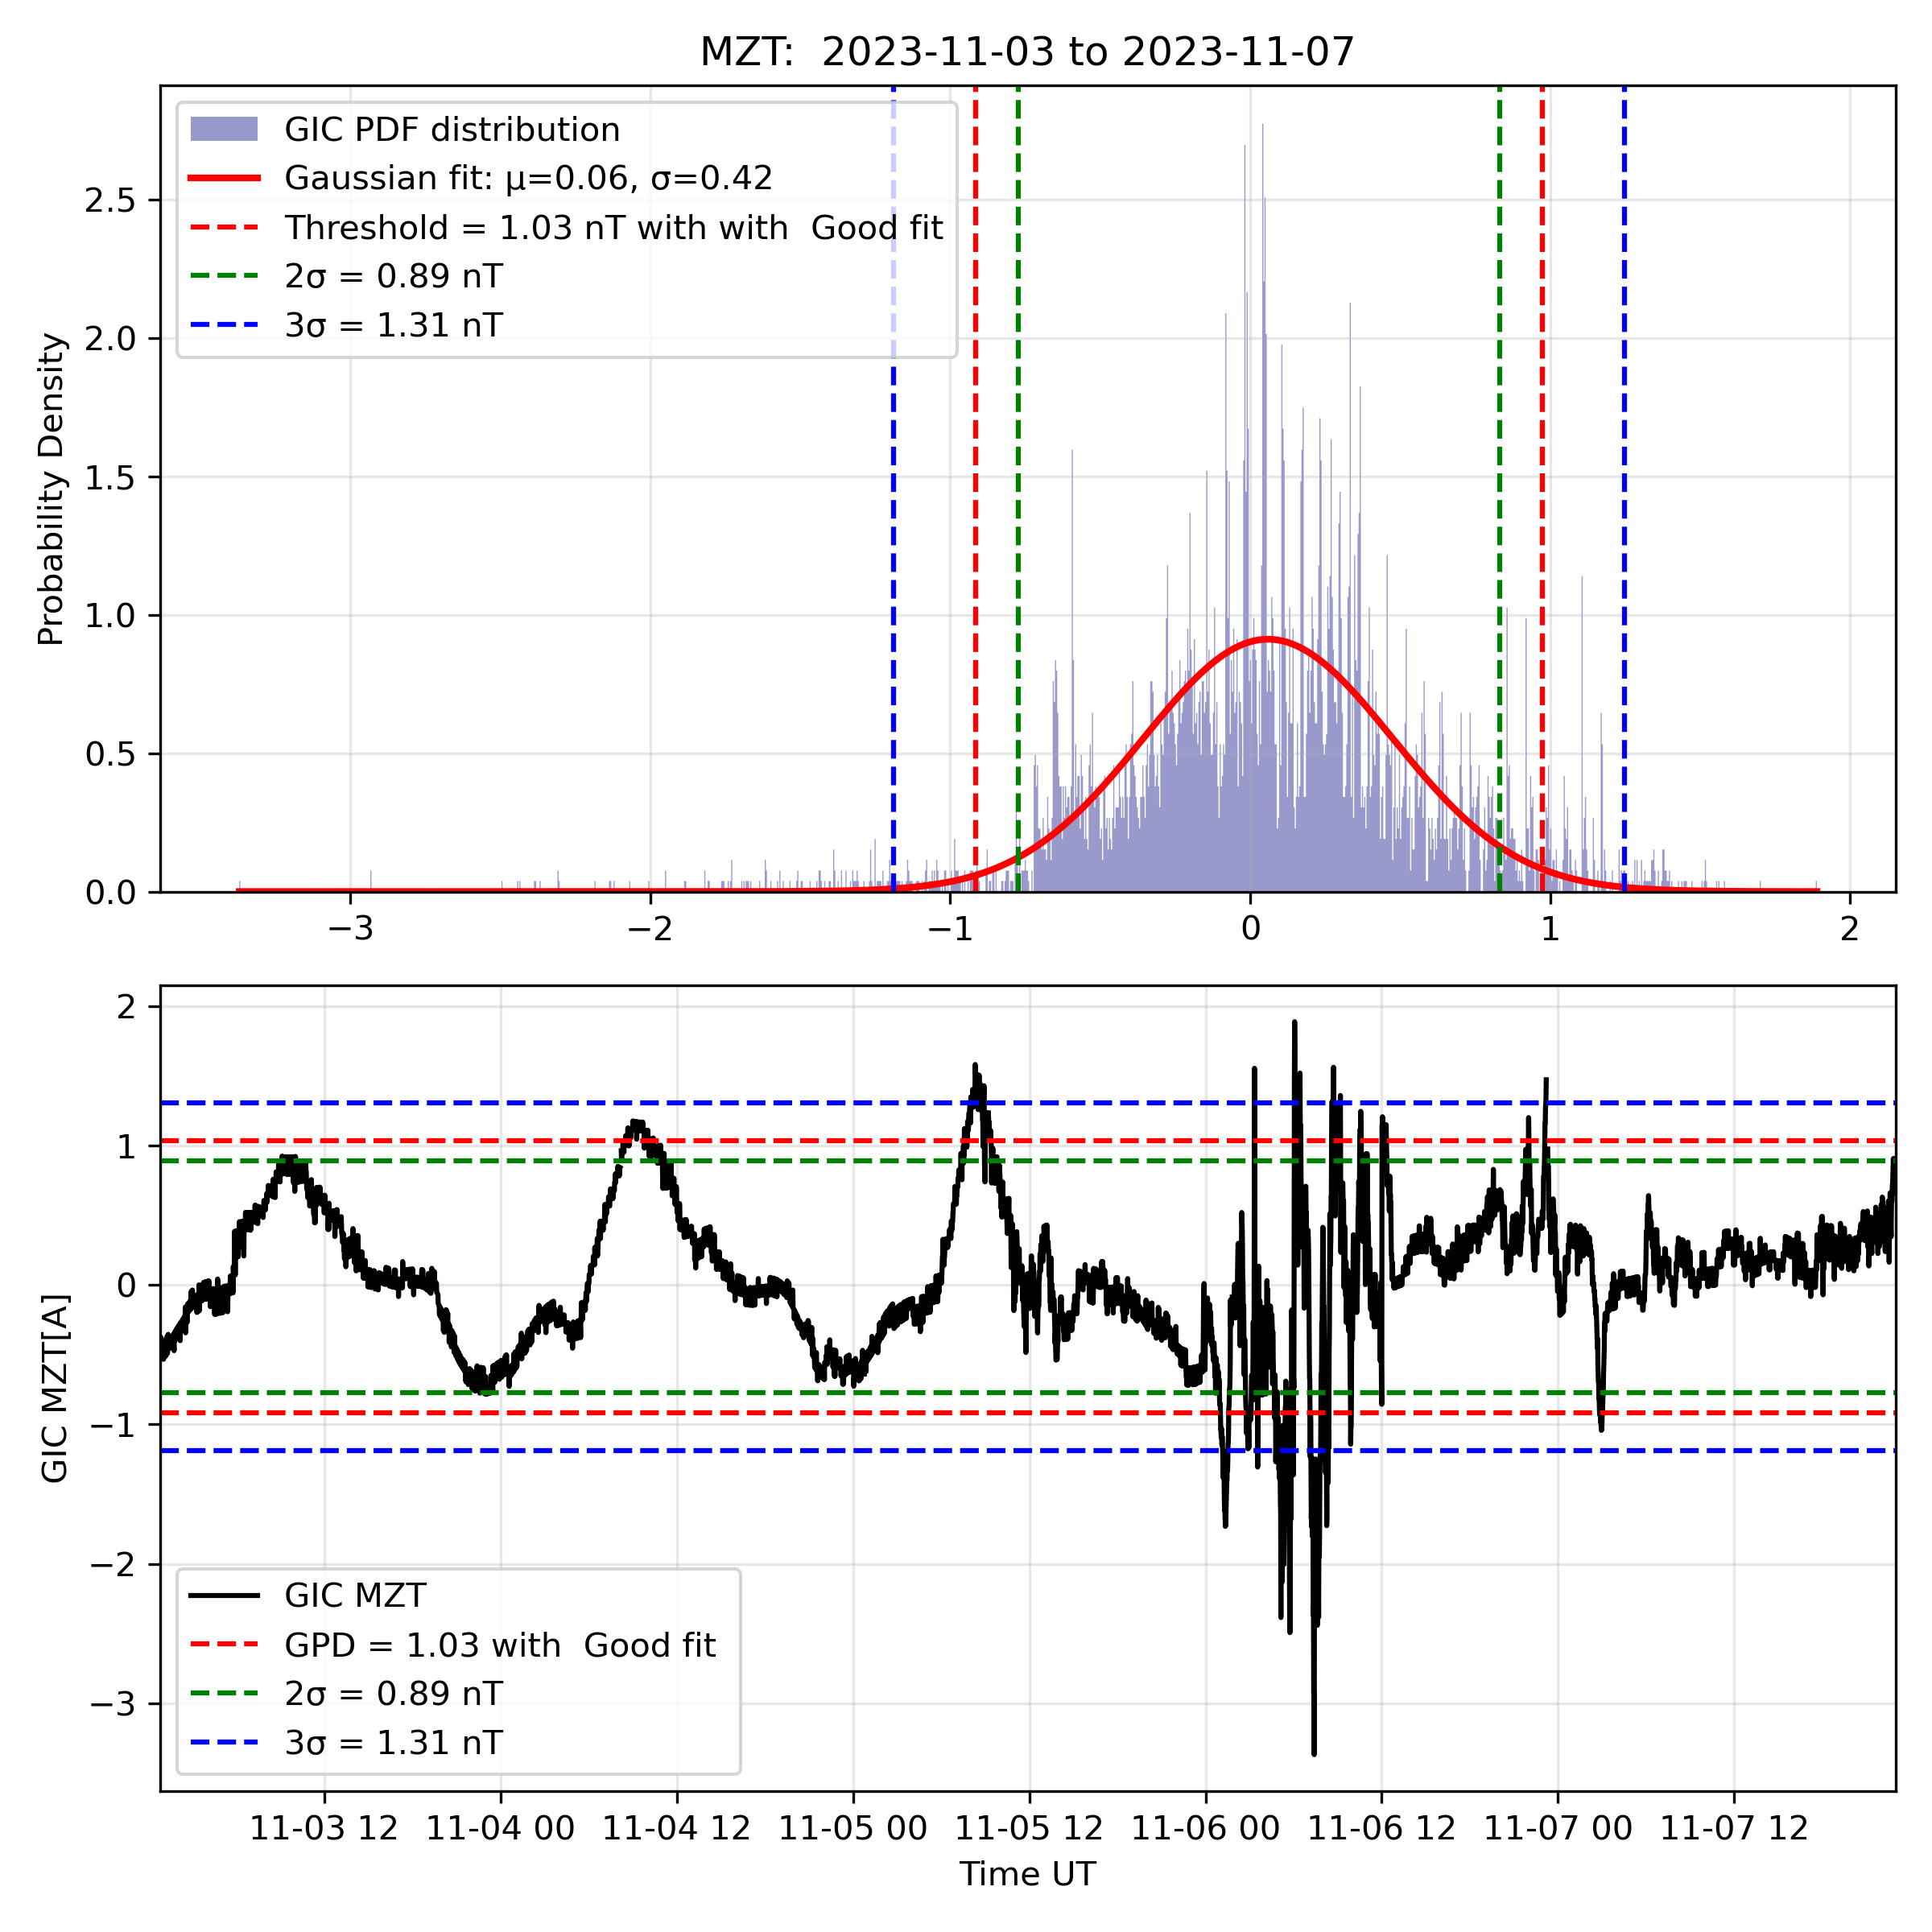 MZT:  2023-11-03 to 2023-11-07
GIC PDF distribution
Gaussian fit: μ=0.06, σ=0.42
Threshold = 1.03 nT with with  Good fit
2σ = 0.89 nT
3σ = 1.31 nT
Probability Density
2.5
2.0
1.5
1.0
0.5
0.0
−3
−2
−1
0
1
2
GIC MZT[A]
2
1
0
−1
−2
−3
GIC MZT
GPD = 1.03 with  Good fit
2σ = 0.89 nT
3σ = 1.31 nT
11-03 12
11-04 00
11-04 12
11-05 00
11-05 12
11-06 00
11-06 12
11-07 00
11-07 12
Time UT